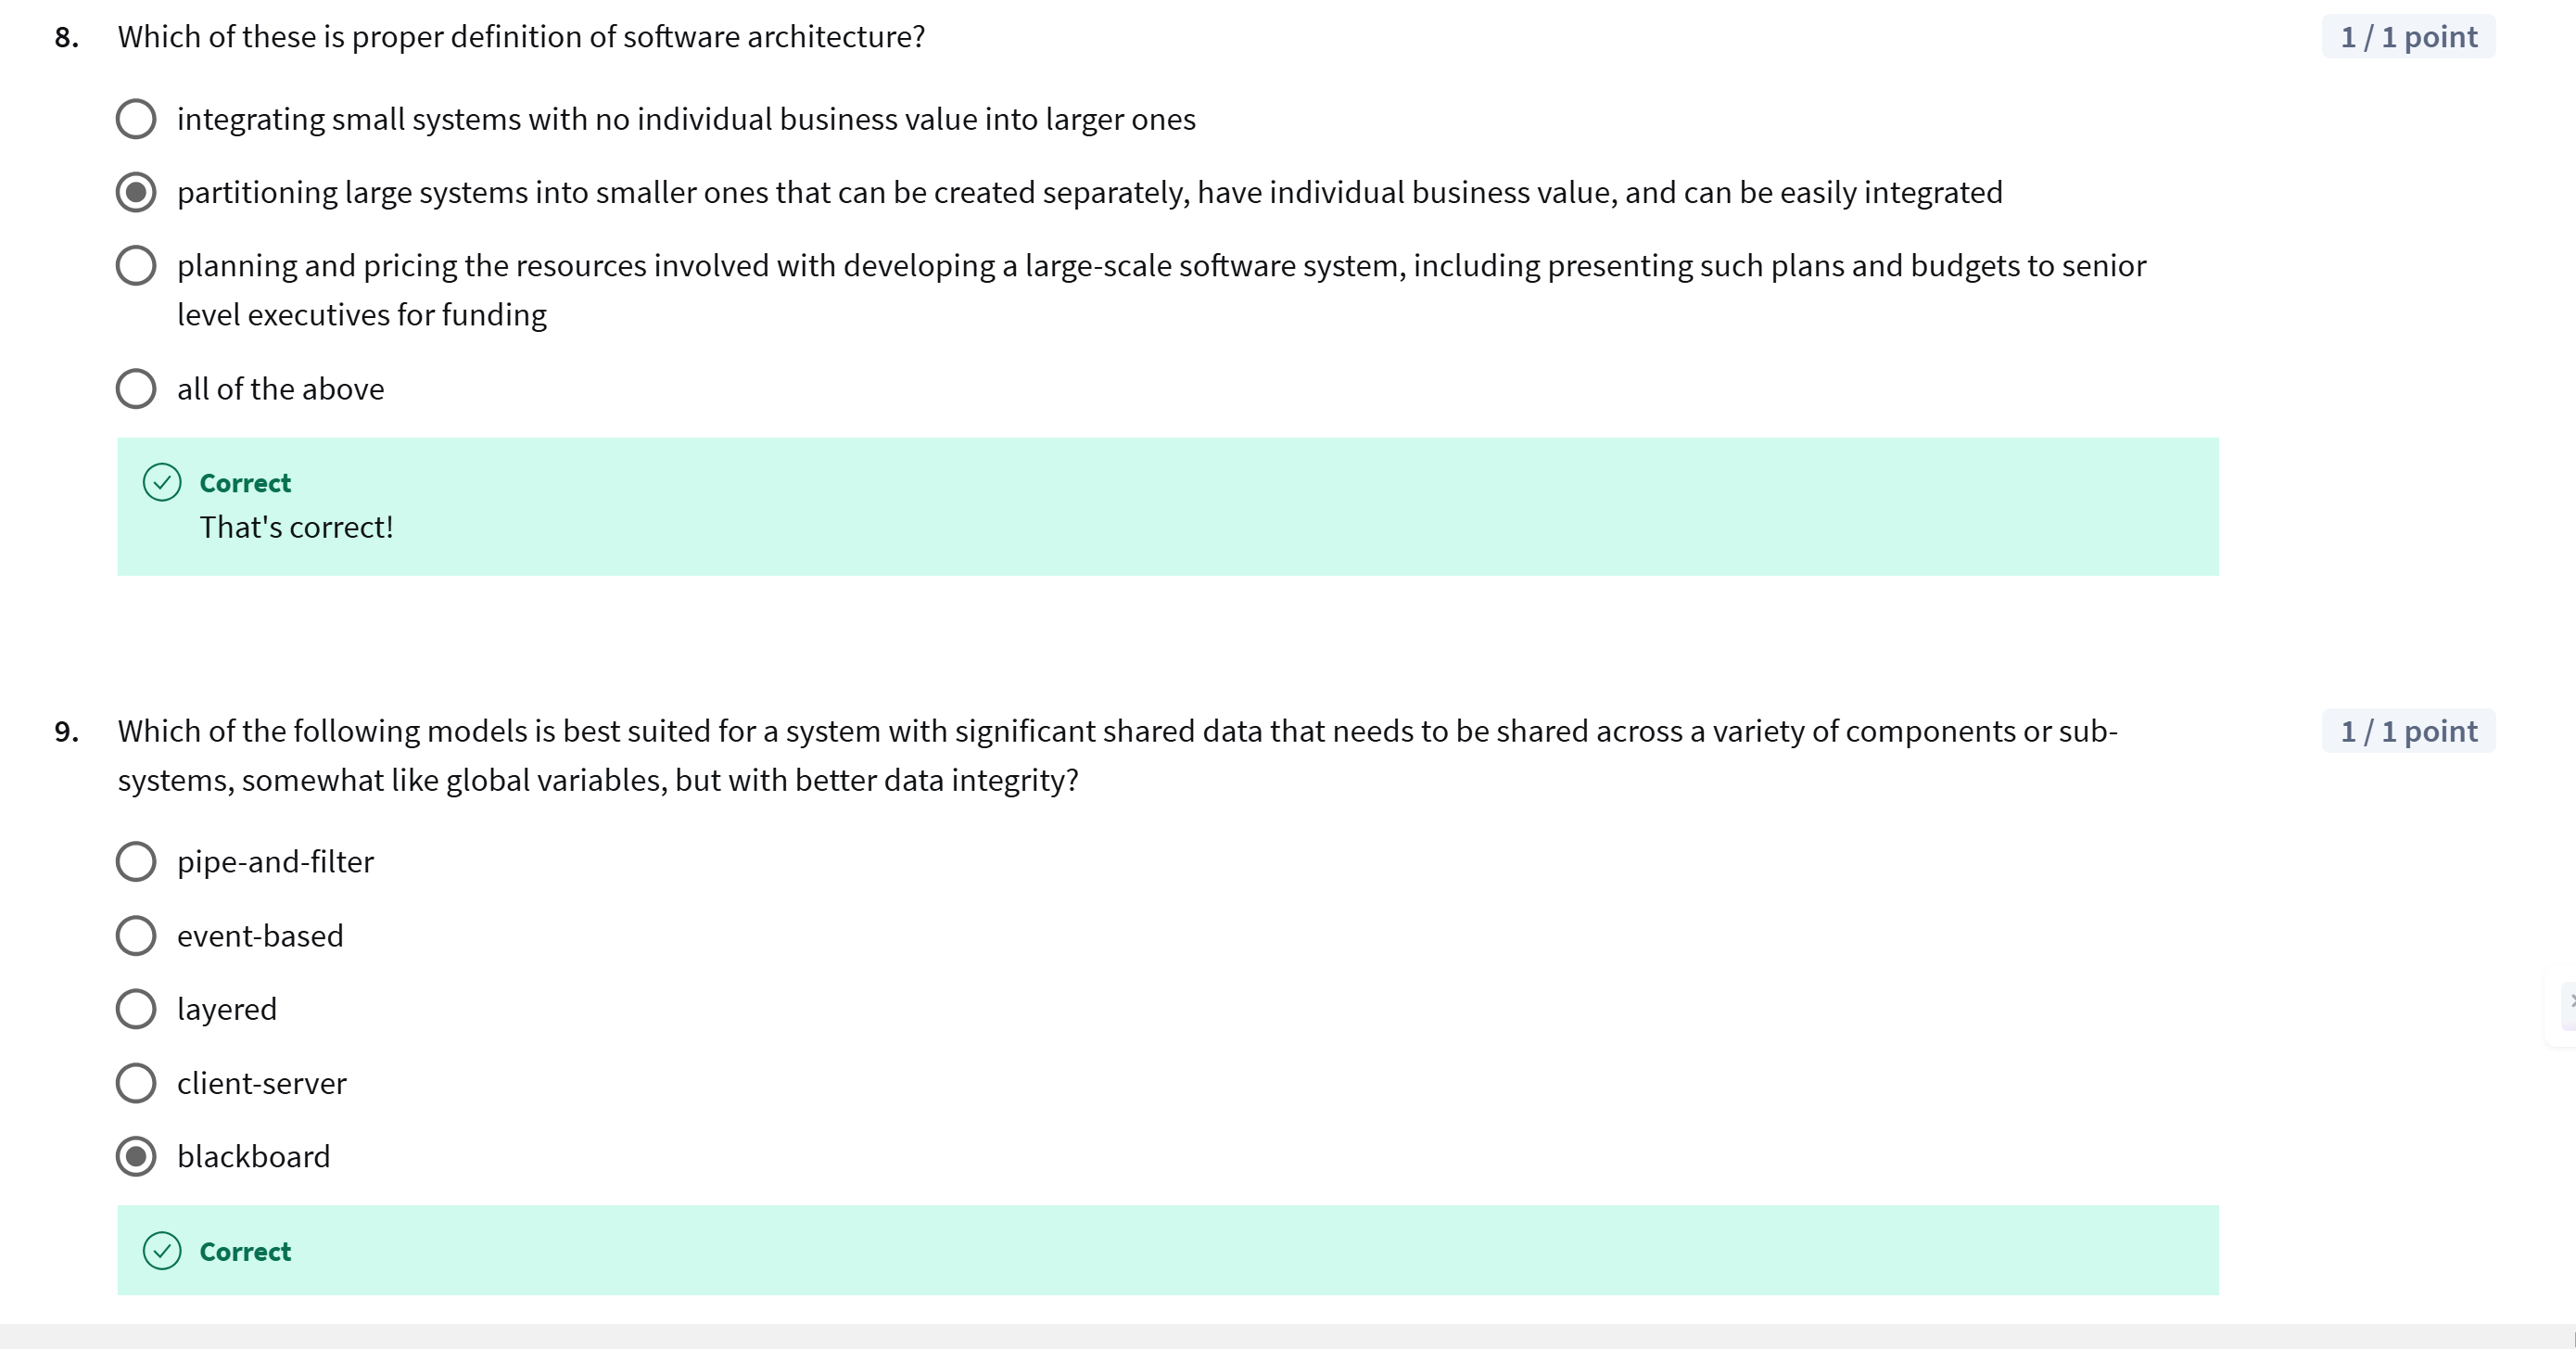 8. Which of these is proper definition of software architecture?
1 / 1 point
integrating small systems with no individual business value into larger ones
partitioning large systems into smaller ones that can be created separately, have individual business value, and can be easily integrated
planning and pricing the resources involved with developing a large-scale software system, including presenting such plans and budgets to senior
level executives for funding
all of the above
Correct
That's correct!
9. Which of the following models is best suited for a system with significant shared data that needs to be shared across a variety of components or sub-
1 / 1 point
systems, somewhat like global variables, but with better data integrity?
pipe-and-filter
event-based
layered
client-server
blackboard
Correct